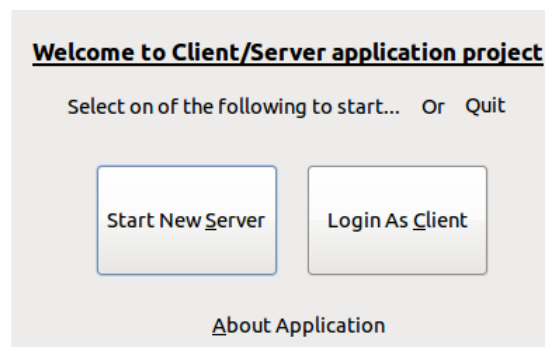 Welcome to Client/Server application project
Select on of the following to start... Or Quit
Start New Server Login As Client
About Application